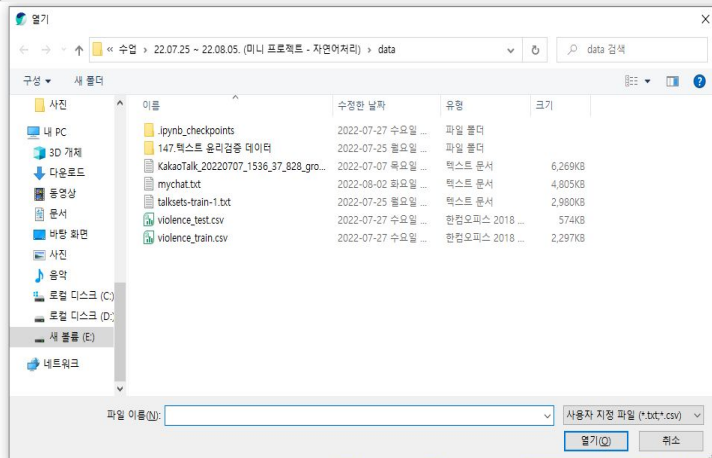 열기
수업 › 22.07.25 ~ 22.08.05. (미니 프로젝트 - 자연어처리) › data
data 검색
구성 새 폴더
이름 수정한 날짜 유형 크기
.ipynb_checkpoints 2022-07-27 수요일 ... 파일 폴더
147.텍스트 윤리검증 데이터 2022-07-25 월요일 ... 파일 폴더
KakaoTalk_20220707_1536_37_828_gro... 2022-07-07 목요일 ... 텍스트 문서 6,269KB
mychat.txt 2022-08-02 화요일 ... 텍스트 문서 4,805KB
talksets-train-1.txt 2022-07-25 월요일 ... 텍스트 문서 2,980KB
violence_test.csv 2022-07-27 수요일 ... 한컴오피스 2018 ... 574KB
violence_train.csv 2022-07-27 수요일 ... 한컴오피스 2018 ... 2,297KB
사진
내 PC
3D 개체
다운로드
동영상
문서
바탕 화면
사진
음악
로컬 디스크 (C:)
로컬 디스크 (D:)
새 볼륨 (E:)
네트워크
파일 이름(N):
사용자 지정 파일 (*.txt;*.csv)
열기(O) 취소